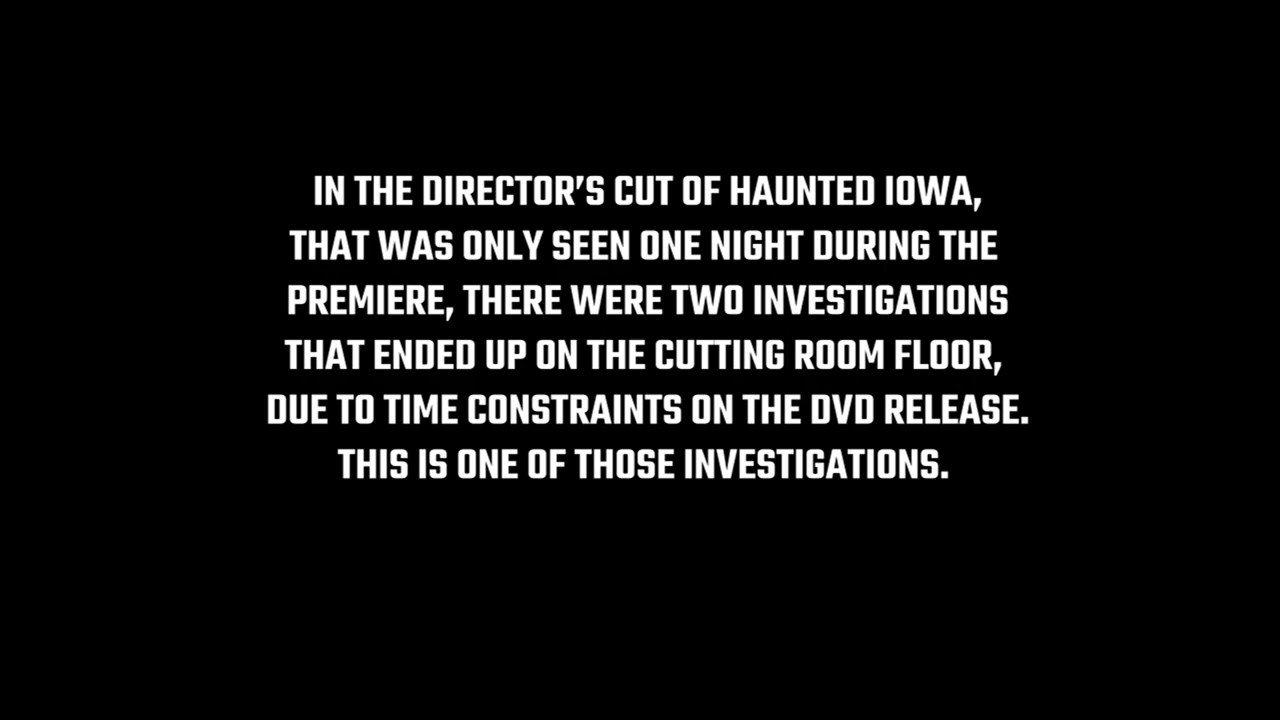 IN THE DIRECTOR’S CUT OF HAUNTED IOWA,
THAT WAS ONLY SEEN ONE NIGHT DURING THE
PREMIERE, THERE WERE TWO INVESTIGATIONS
THAT ENDED UP ON THE CUTTING ROOM FLOOR,
DUE TO TIME CONSTRAINTS ON THE DVD RELEASE.
THIS IS ONE OF THOSE INVESTIGATIONS.